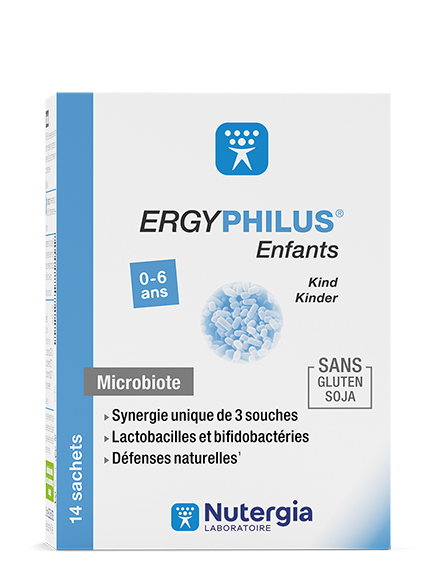 ERGYPHILUS®
Enfants
0-6
ans
Kind
Kinder
SANS
GLUTEN
SOJA
Microbiote
▸ Synergie unique de 3 souches
▸ Lactobacilles et bifidobactéries
▸ Défenses naturelles¹
14 sachets
Nutergia
LABORATOIRE